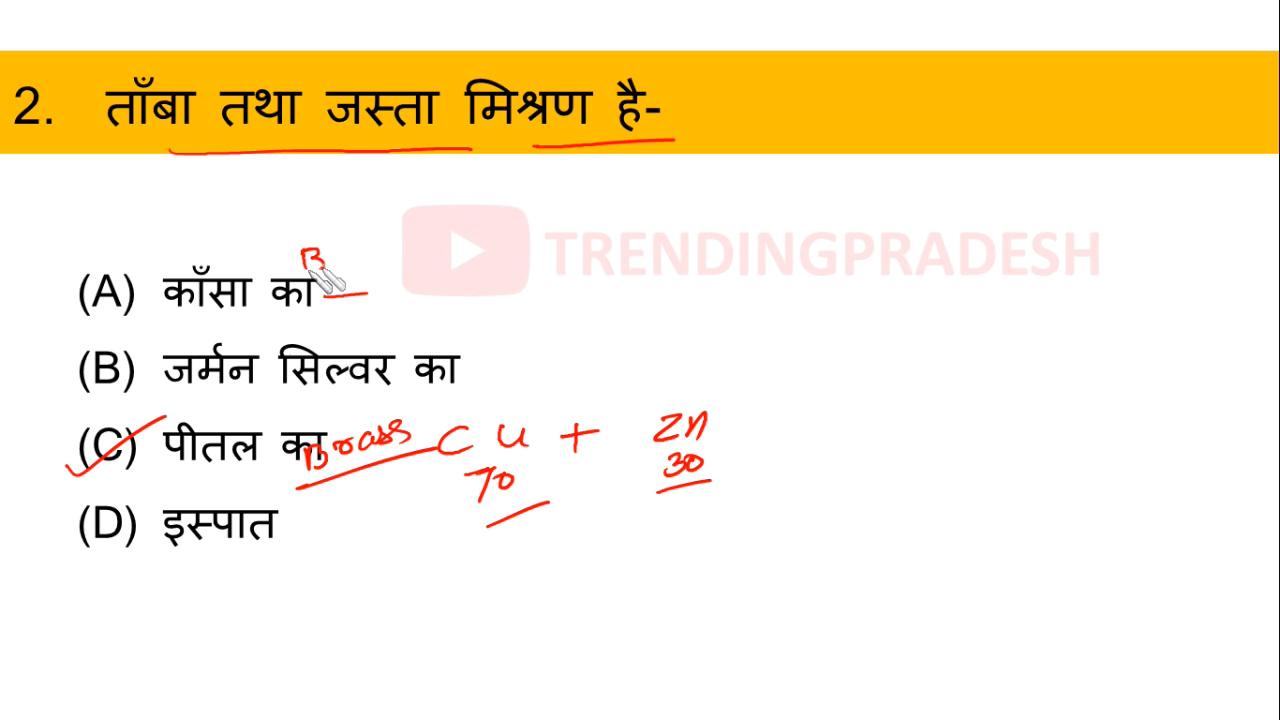 2. ताँबा तथा जस्ता मिश्रण है-
TRENDINGPRADESH
B
(A) काँसा का
(B) जर्मन सिल्वर का
(C) पीतल का Brass Cu + Zn
70 30
(D) इस्पात